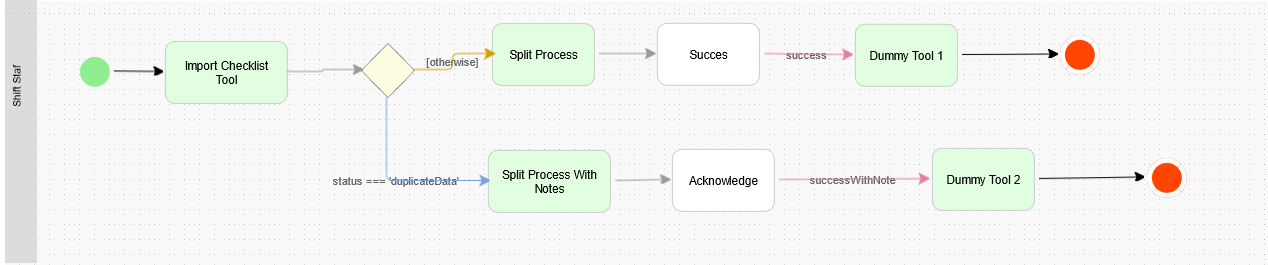 Shift Staf
Import Checklist
Tool
[otherwise]
Split Process
Succes
success
Dummy Tool 1
status === 'duplicateData'
Split Process With
Notes
Acknowledge
successWithNote
Dummy Tool 2